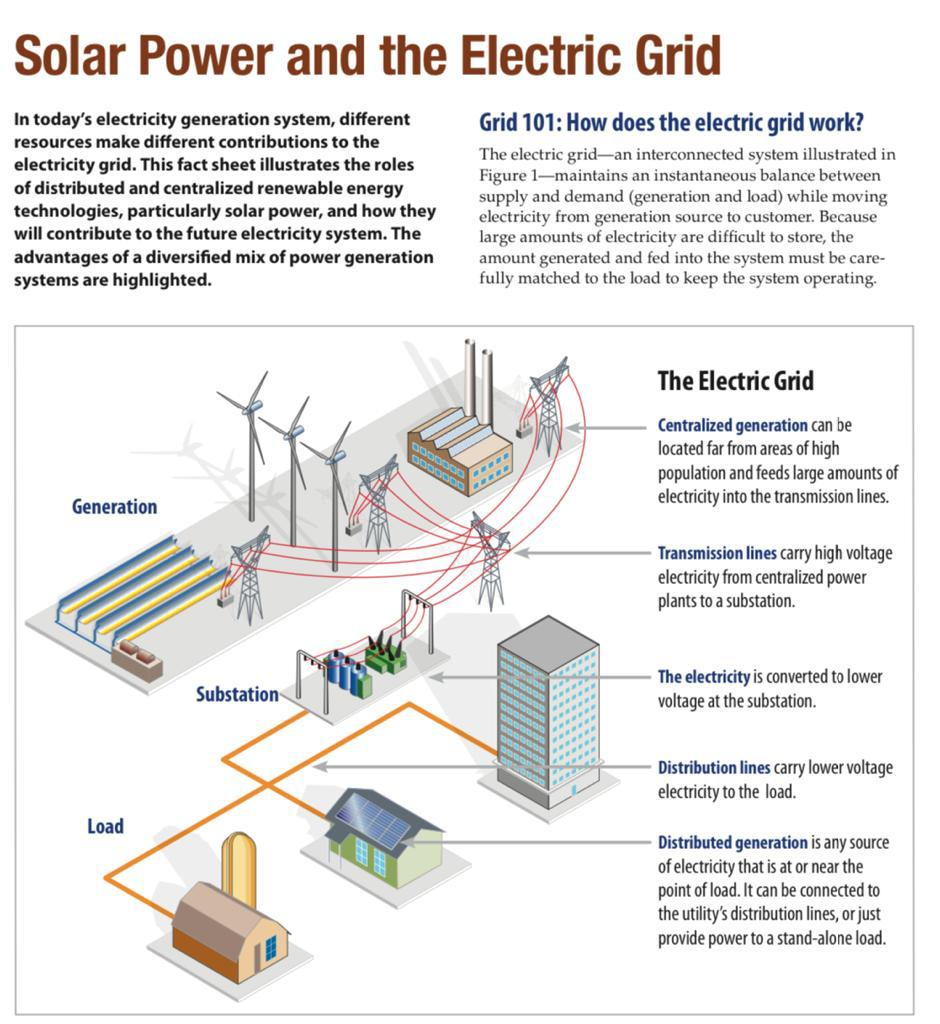 Solar Power and the Electric Grid
In today's electricity generation system, different
resources make different contributions to the
electricity grid. This fact sheet illustrates the roles
of distributed and centralized renewable energy
technologies, particularly solar power, and how they
will contribute to the future electricity system. The
advantages of a diversified mix of power generation
systems are highlighted.
Grid 101: How does the electric grid work?
The electric grid—an interconnected system illustrated in
Figure 1—maintains an instantaneous balance between
supply and demand (generation and load) while moving
electricity from generation source to customer. Because
large amounts of electricity are difficult to store, the
amount generated and fed into the system must be care-
fully matched to the load to keep the system operating.
The Electric Grid
Centralized generation can be
located far from areas of high
population and feeds large amounts of
electricity into the transmission lines.
Generation
Transmission lines carry high voltage
electricity from centralized power
plants to a substation.
Substation
The electricity is converted to lower
voltage at the substation.
Distribution lines carry lower voltage
electricity to the load.
Load
Distributed generation is any source
of electricity that is at or near the
point of load. It can be connected to
the utility's distribution lines, or just
provide power to a stand-alone load.